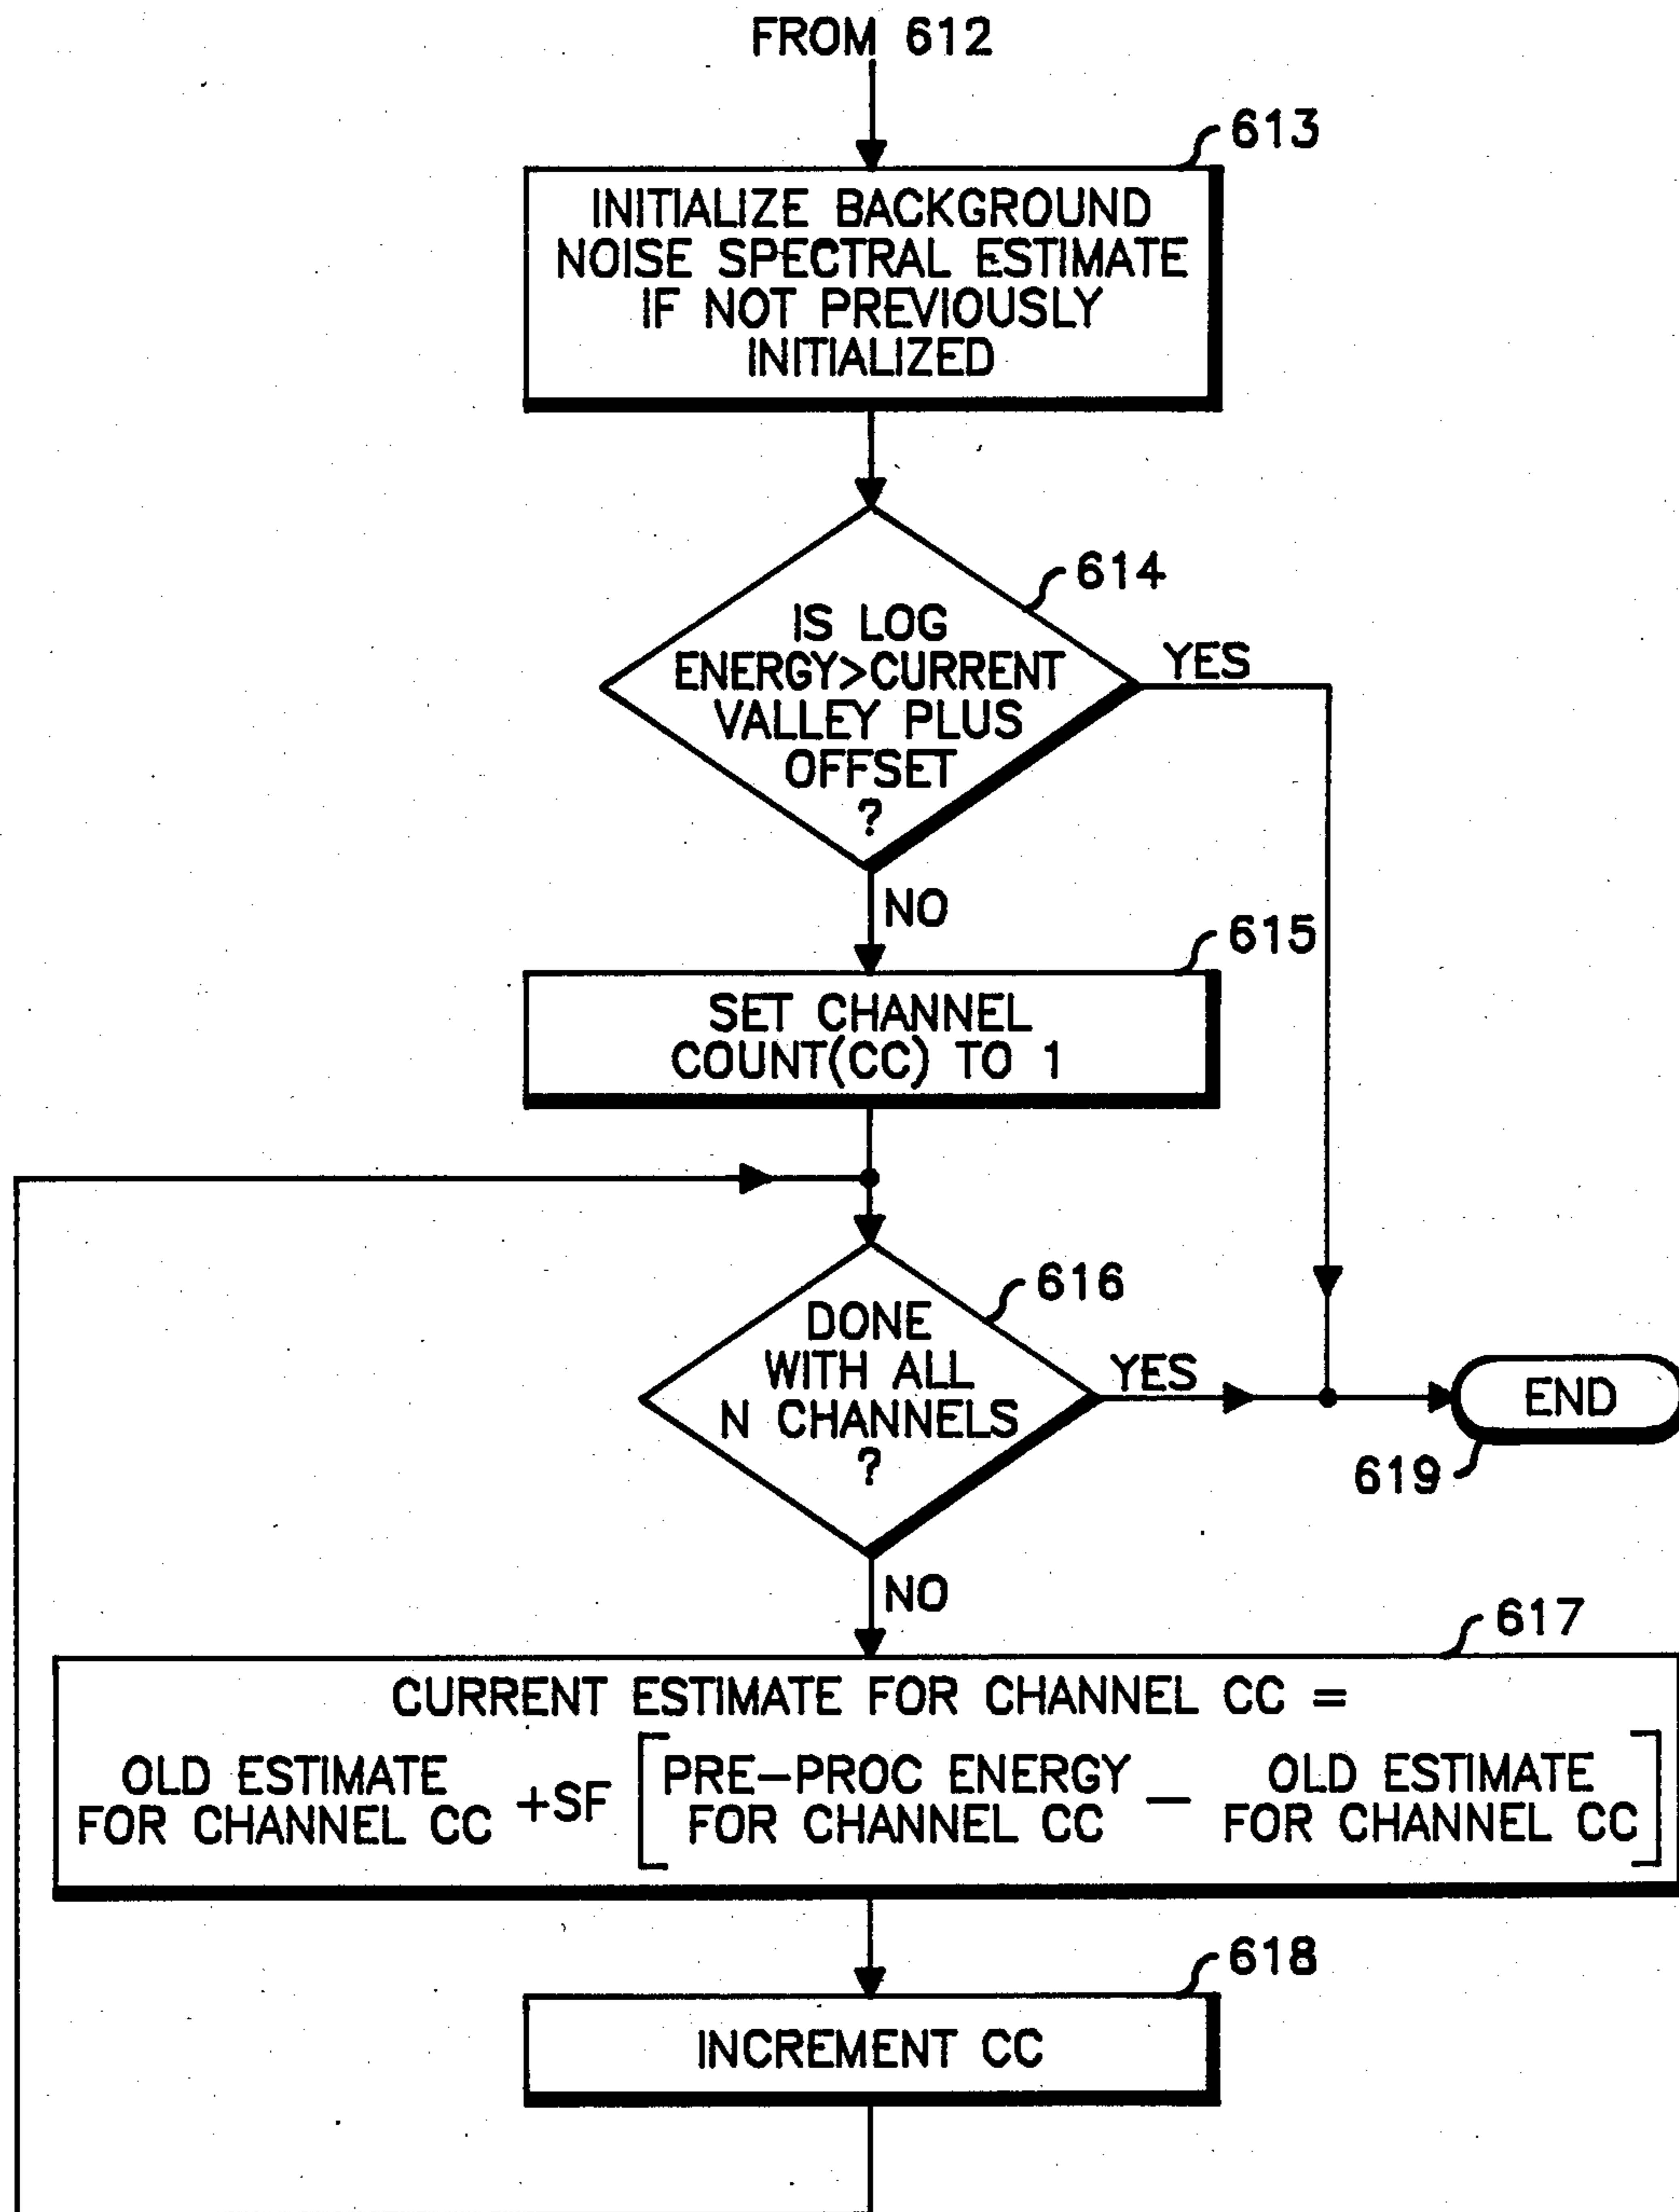 FROM 612
613
INITIALIZE BACKGROUND
NOISE SPECTRAL ESTIMATE
IF NOT PREVIOUSLY
INITIALIZED
614
IS LOG
ENERGY>CURRENT
VALLEY PLUS
OFFSET
?
YES
NO
615
SET CHANNEL
COUNT(CC) TO 1
616
DONE
WITH ALL
N CHANNELS
?
YES
END
619
NO
617
CURRENT ESTIMATE FOR CHANNEL CC =
OLD ESTIMATE
FOR CHANNEL CC
+SF
[
PRE-PROC ENERGY
FOR CHANNEL CC
—
OLD ESTIMATE
FOR CHANNEL CC
]
618
INCREMENT CC